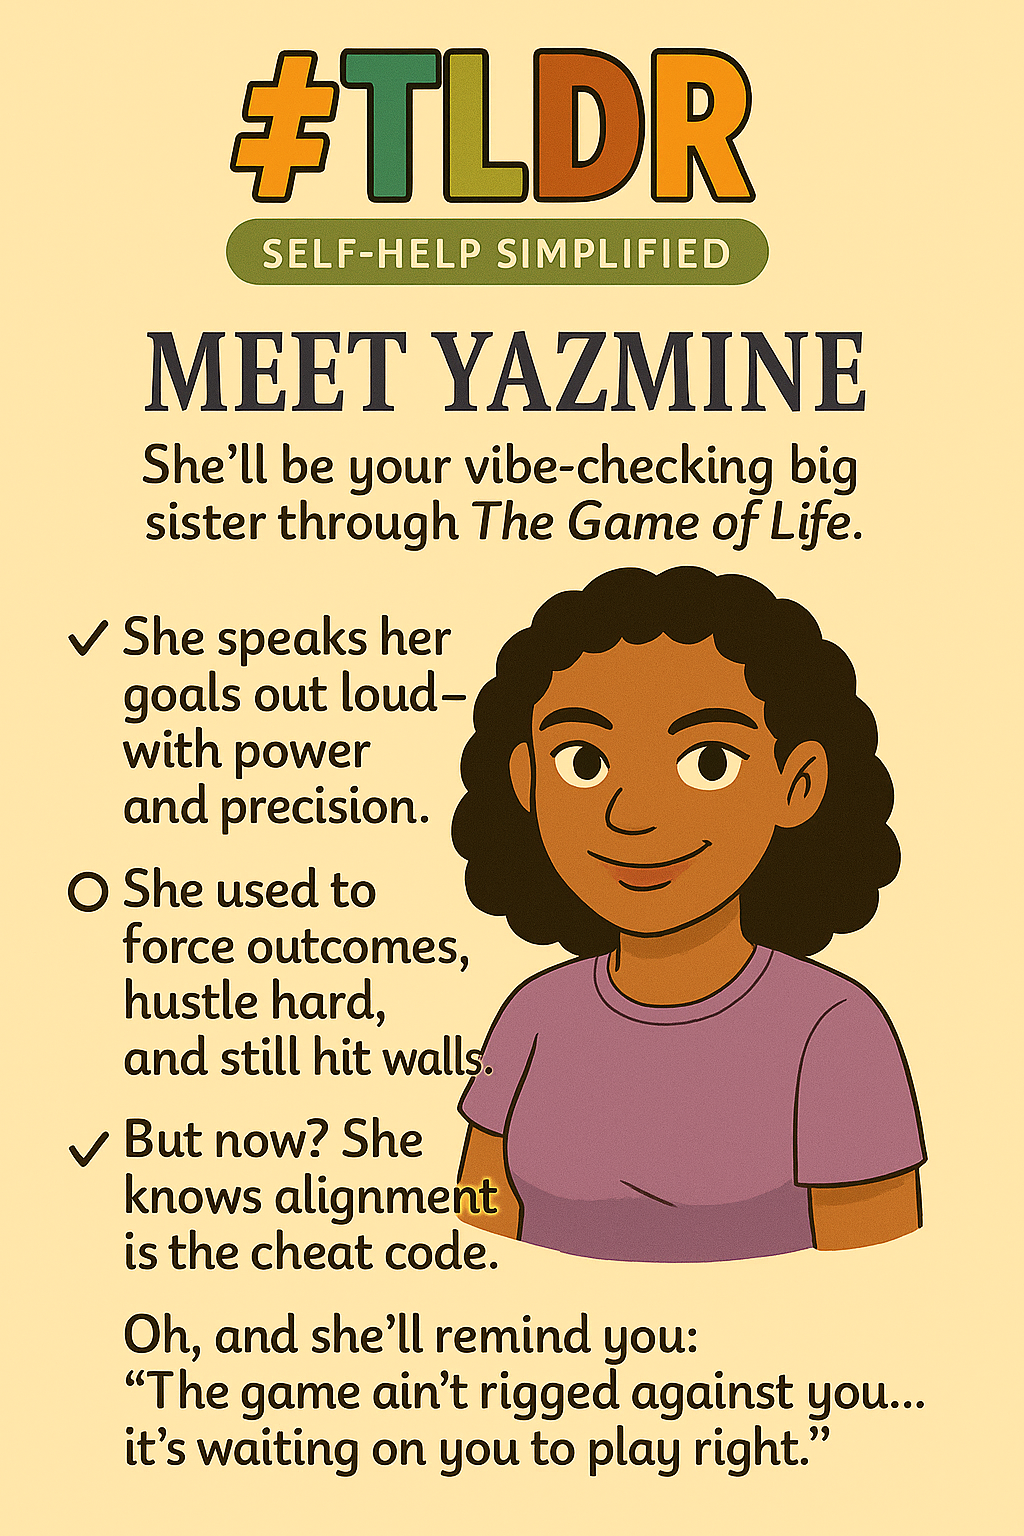 #TLDR
SELF-HELP SIMPLIFIED
MEET YAZMINE
She’ll be your vibe-checking big
sister through The Game of Life.
✓ She speaks her
goals out loud–
with power
and precision.
○ She used to
force outcomes,
hustle hard,
and still hit walls.
✓ But now? She
knows alignment
is the cheat code.
Oh, and she’ll remind you:
“The game ain’t rigged against you...
it’s waiting on you to play right.”